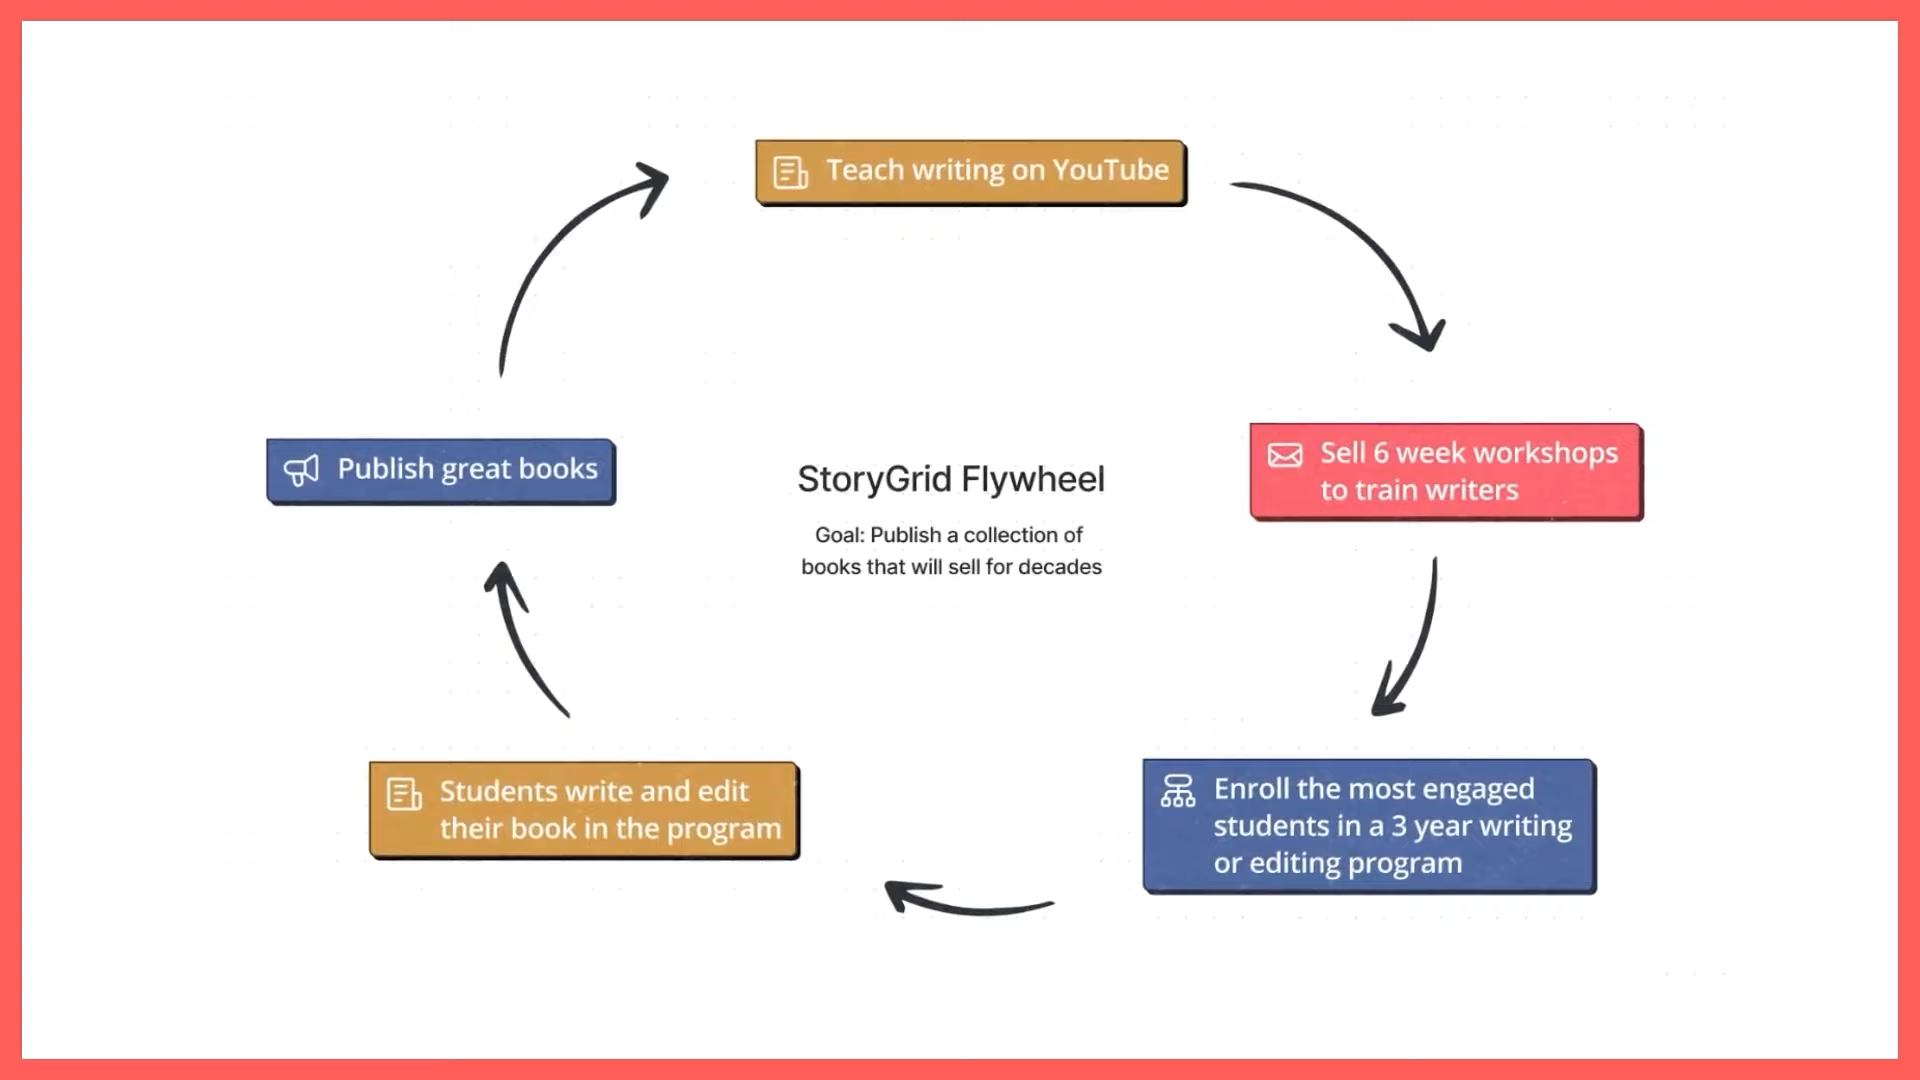 Teach writing on YouTube
Sell 6 week workshops
to train writers
Enroll the most engaged
students in a 3 year writing
or editing program
Students write and edit
their book in the program
Publish great books
StoryGrid Flywheel
Goal: Publish a collection of
books that will sell for decades